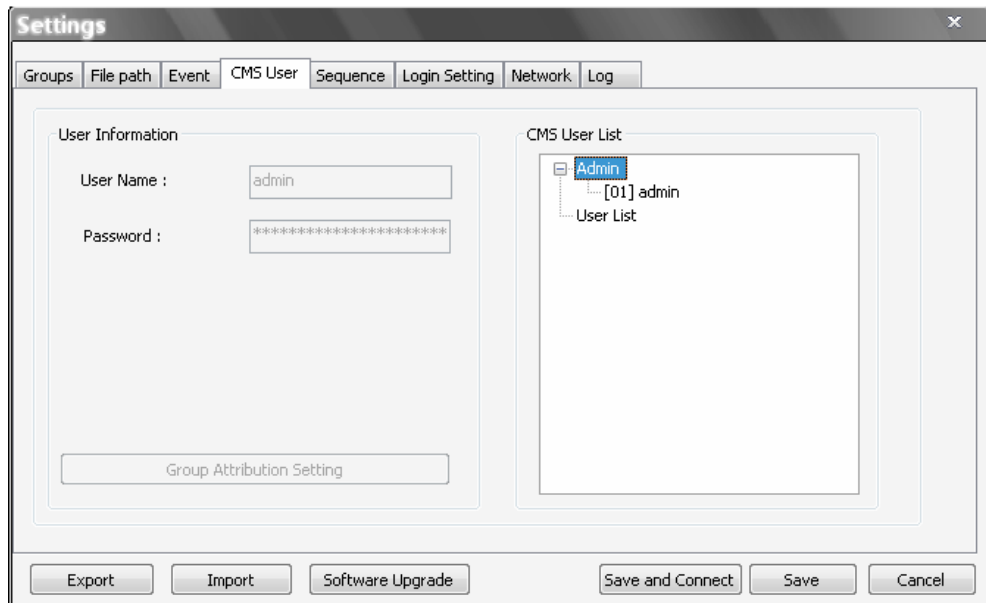 Settings
Groups File path Event CMS User Sequence Login Setting Network Log
User Information
User Name : admin
Password : **********************
Group Attribution Setting
CMS User List
Admin
[01] admin
User List
Export Import Software Upgrade Save and Connect Save Cancel